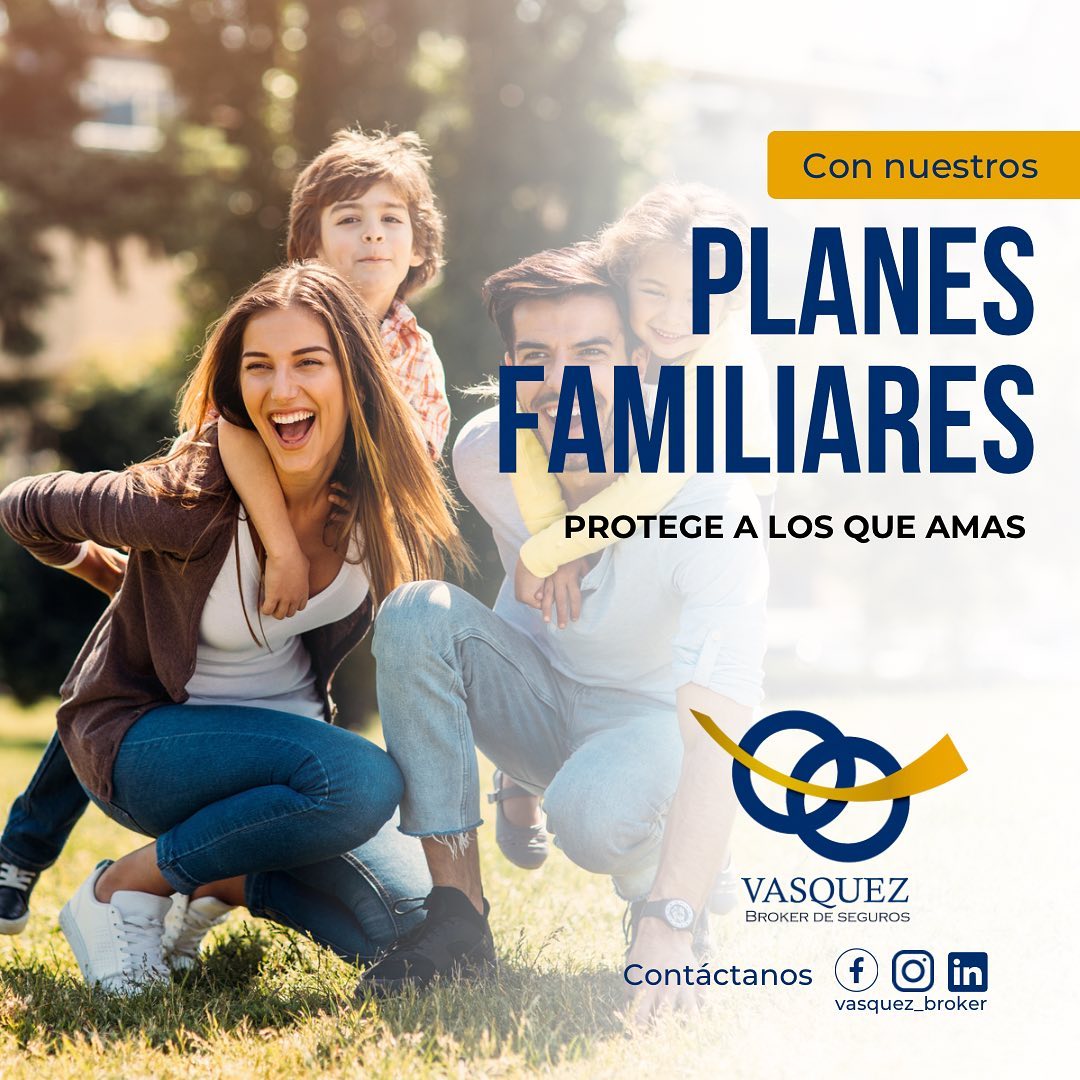 Con nuestros
PLANES
FAMILIARES
PROTEGE A LOS QUE AMAS
VASQUEZ
BROKER DE SEGUROS
Contáctanos
vasquez_broker